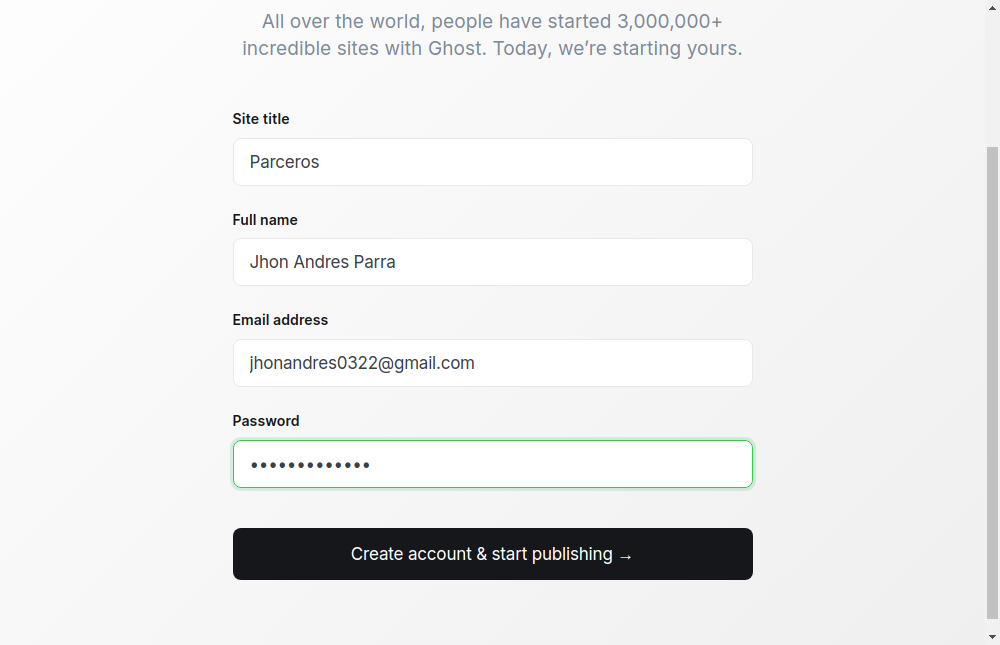 All over the world, people have started 3,000,000+
incredible sites with Ghost. Today, we’re starting yours.
Site title
Parceros
Full name
Jhon Andres Parra
Email address
jhonandres0322@gmail.com
Password
•••••••••••••
Create account & start publishing →